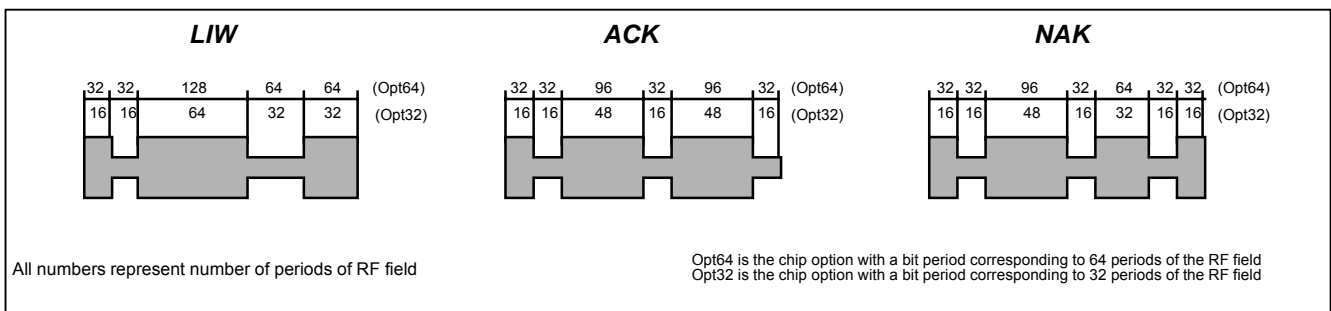 LIW ACK NAK
32 32 128 64 64 (Opt64) 32 32 96 32 96 32 (Opt64) 32 32 96 32 64 32 32 (Opt64)
16 16 64 32 32 (Opt32) 16 16 48 16 48 16 (Opt32) 16 16 48 16 32 16 16 (Opt32)
All numbers represent number of periods of RF field
Opt64 is the chip option with a bit period corresponding to 64 periods of the RF field
Opt32 is the chip option with a bit period corresponding to 32 periods of the RF field